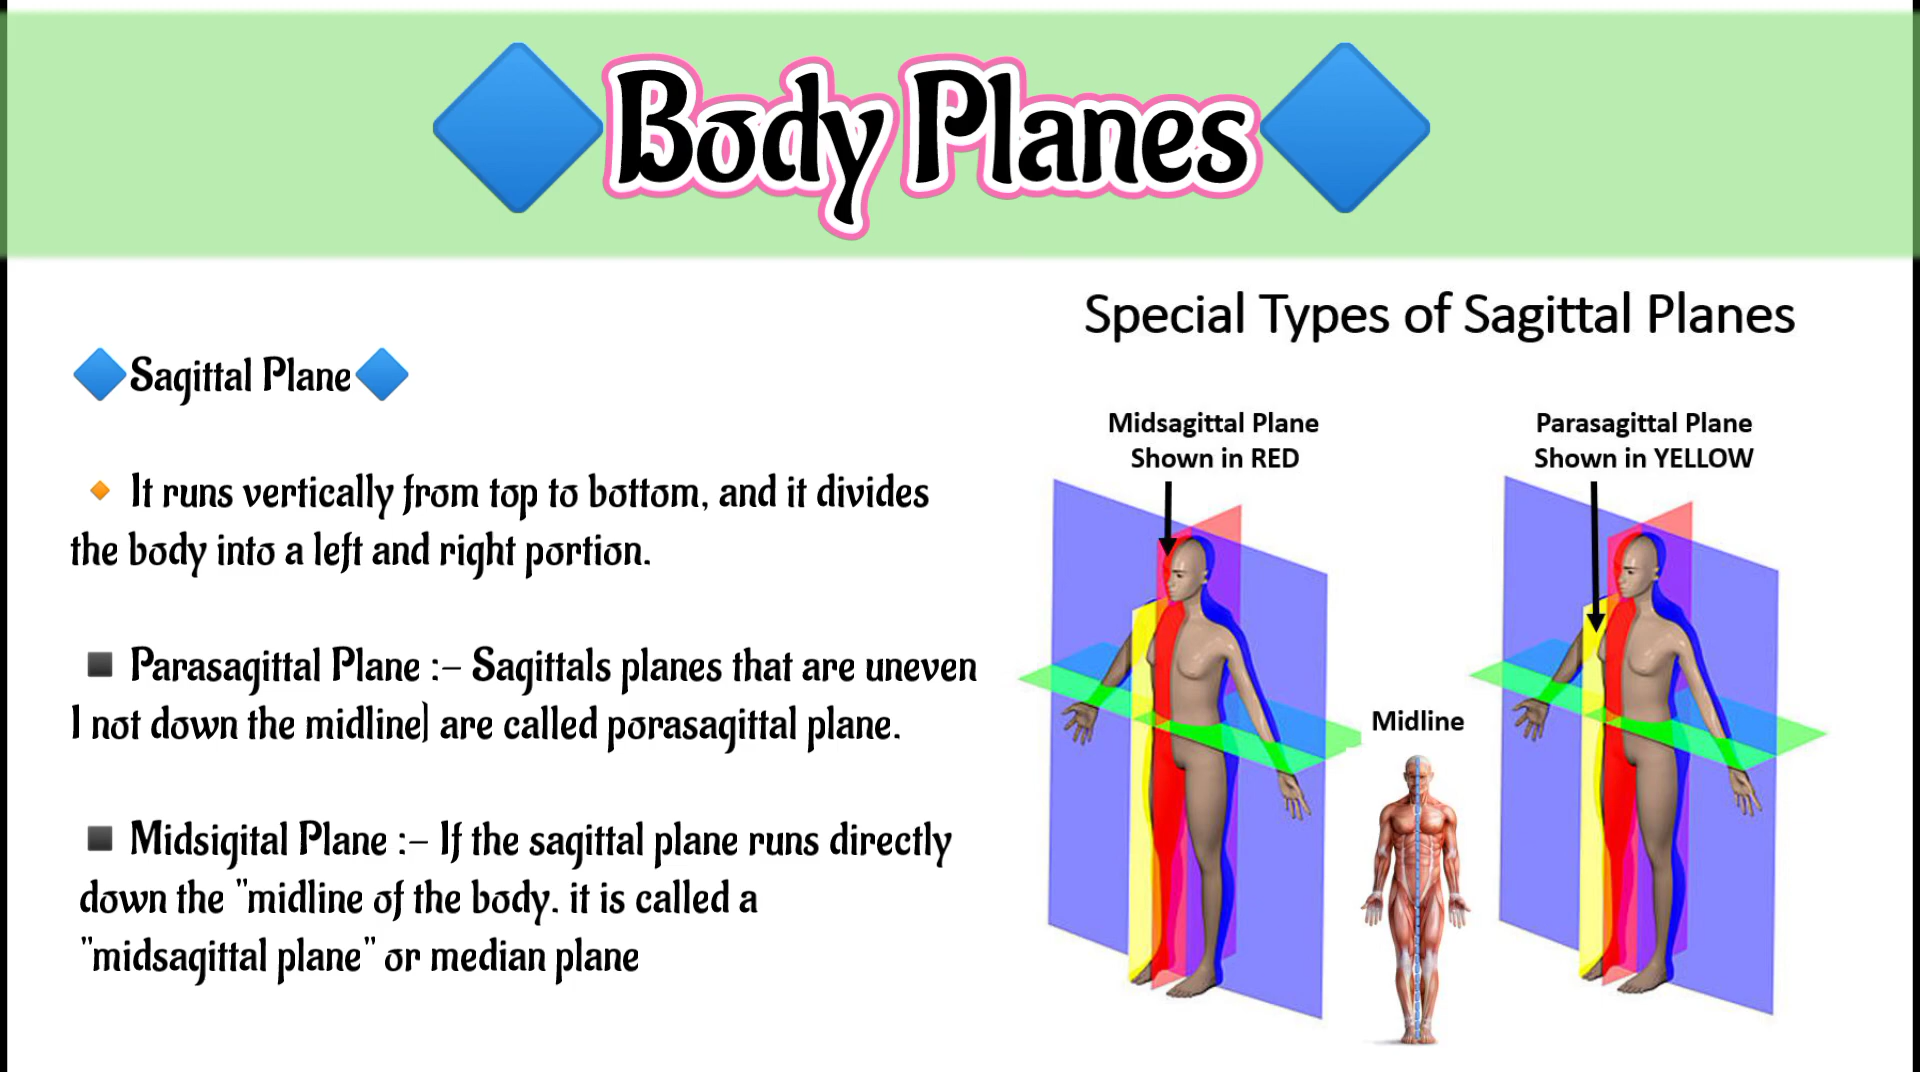 🔷Body Planes🔷
🔷Sagittal Plane🔷
🔸 It runs vertically from top to bottom, and it divides
the body into a left and right portion.
◾ Parasagittal Plane :– Sagittals planes that are uneven
I not down the midline) are called porasagittal plane.
◾ Midsigital Plane :– If the sagittal plane runs directly
down the "midline of the body. it is called a
"midsagittal plane" or median plane
Special Types of Sagittal Planes
Midsagittal Plane
Shown in RED
Parasagittal Plane
Shown in YELLOW
Midline